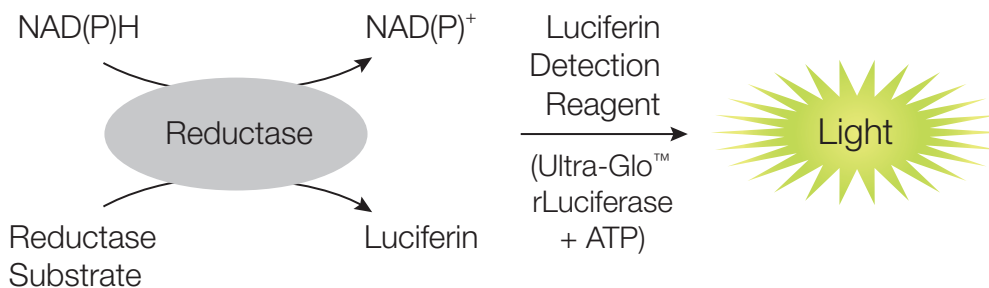 NAD(P)H
NAD(P)⁺
Reductase
Reductase
Substrate
Luciferin
Luciferin
Detection
Reagent
(Ultra-Glo™
rLuciferase
+ ATP)
Light